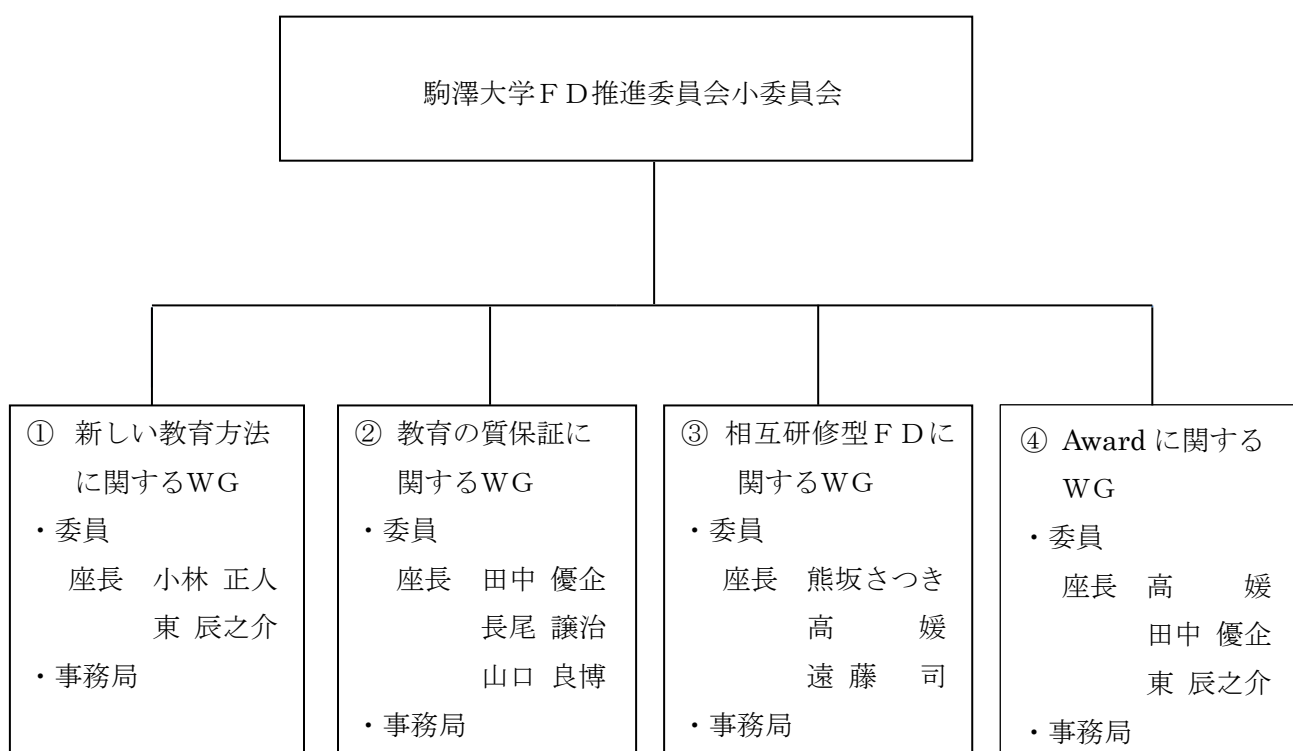 駒澤大学ＦＤ推進委員会小委員会
① 新しい教育方法
に関するＷＧ
・委員
座長 小林 正人
東 辰之介
・事務局
② 教育の質保証に
関するＷＧ
・委員
座長 田中 優企
長尾 譲治
山口 良博
・事務局
③ 相互研修型ＦＤに
関するＷＧ
・委員
座長 熊坂さつき
高 媛
遠 藤 司
・事務局
④ Award に関する
ＷＧ
・委員
座長 高 媛
田中 優企
東 辰之介
・事務局